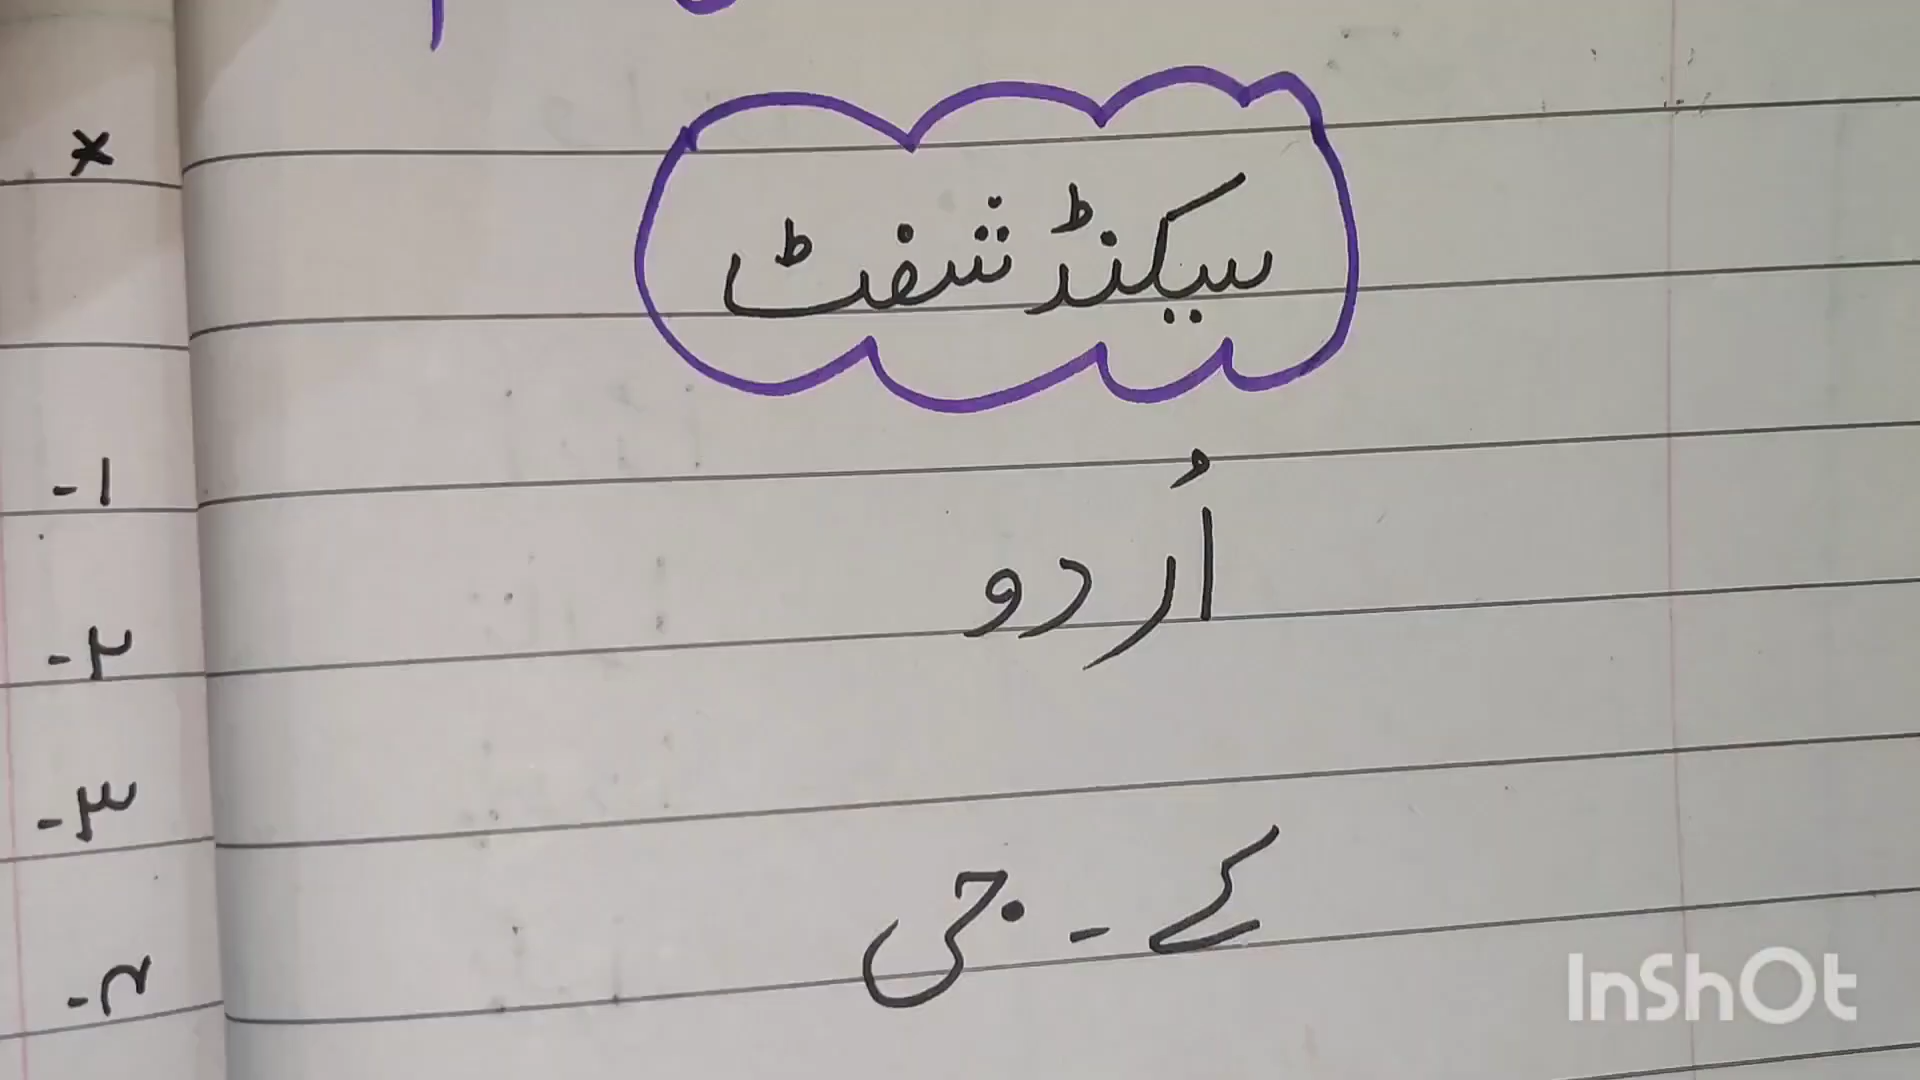 سیکنڈ شفٹ
اُردو
کے - جی
×
۱-
۲-
۳-
۴-
InShOt